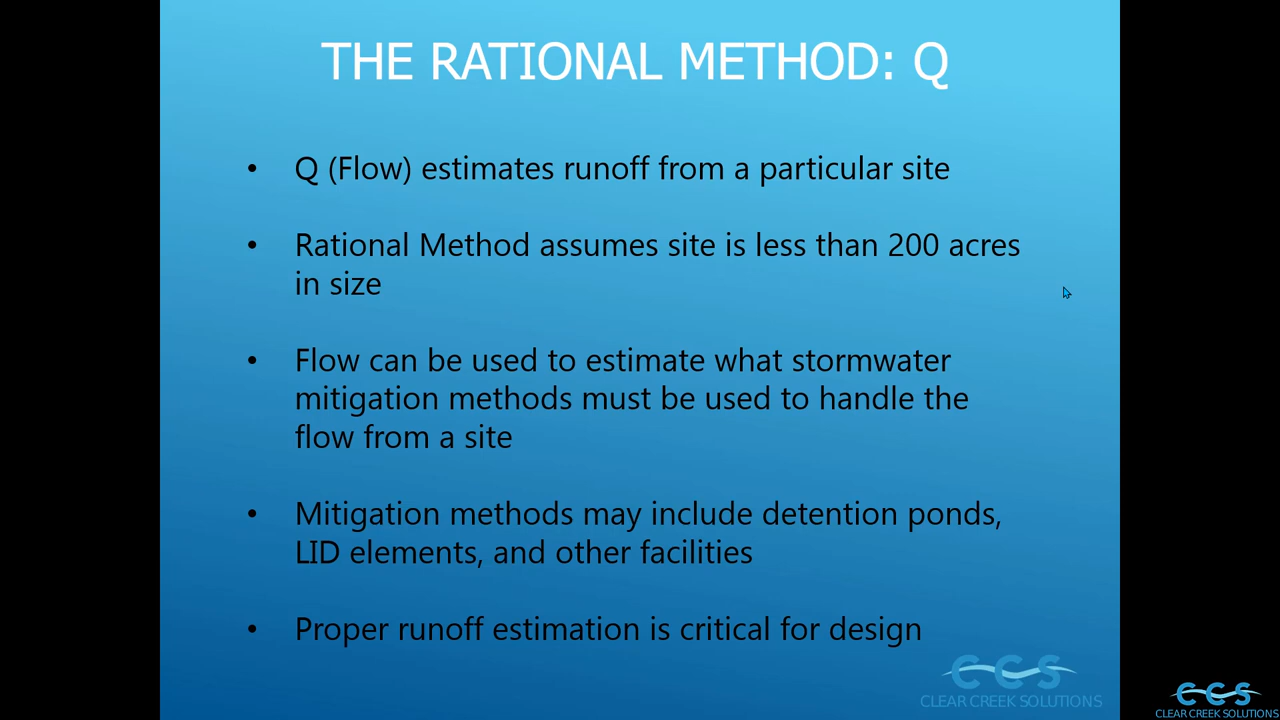 THE RATIONAL METHOD: Q
• Q (Flow) estimates runoff from a particular site
• Rational Method assumes site is less than 200 acres
in size
• Flow can be used to estimate what stormwater
mitigation methods must be used to handle the
flow from a site
• Mitigation methods may include detention ponds,
LID elements, and other facilities
• Proper runoff estimation is critical for design
CCS
CLEAR CREEK SOLUTIONS
CCS
CLEAR CREEK SOLUTIONS